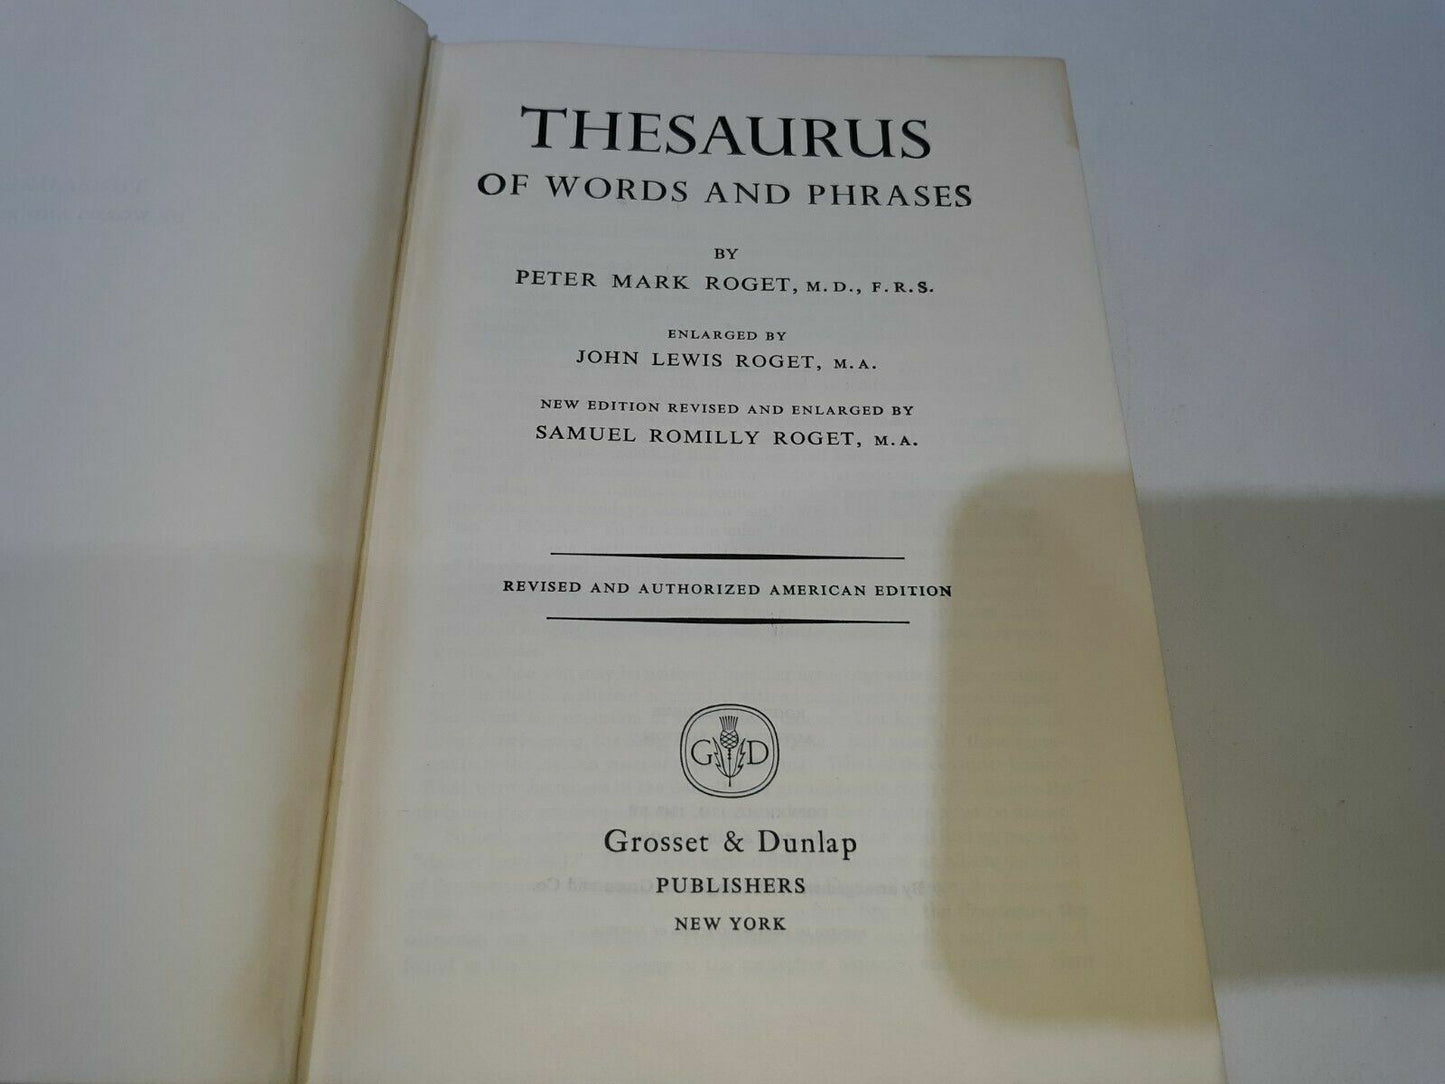 THESAURUS
OF WORDS AND PHRASES
BY
PETER MARK ROGET, M.D., F.R.S.
ENLARGED BY
JOHN LEWIS ROGET, M.A.
NEW EDITION REVISED AND ENLARGED BY
SAMUEL ROMILLY ROGET, M.A.
REVISED AND AUTHORIZED AMERICAN EDITION
G D
Grosset & Dunlap
PUBLISHERS
NEW YORK